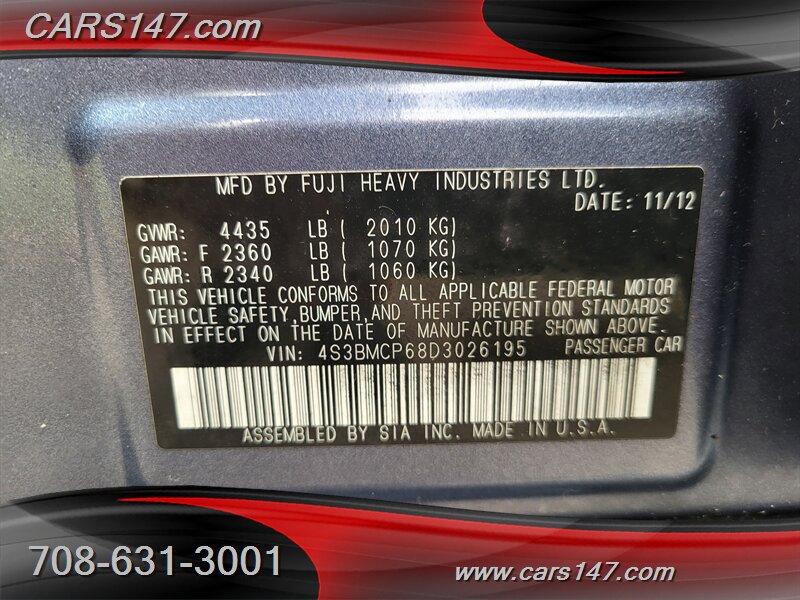 CARS147.com
MFD BY FUJI HEAVY INDUSTRIES LTD.
DATE: 11/12
GVWR: 4435 LB ( 2010 KG)
GAWR: F 2360 LB ( 1070 KG)
GAWR: R 2340 LB ( 1060 KG)
THIS VEHICLE CONFORMS TO ALL APPLICABLE FEDERAL MOTOR
VEHICLE SAFETY,BUMPER,AND THEFT PREVENTION STANDARDS
IN EFFECT ON THE DATE OF MANUFACTURE SHOWN ABOVE.
VIN: 4S3BMCP68D3026195 PASSENGER CAR
ASSEMBLED BY SIA INC. MADE IN U.S.A.
708-631-3001
www.cars147.com